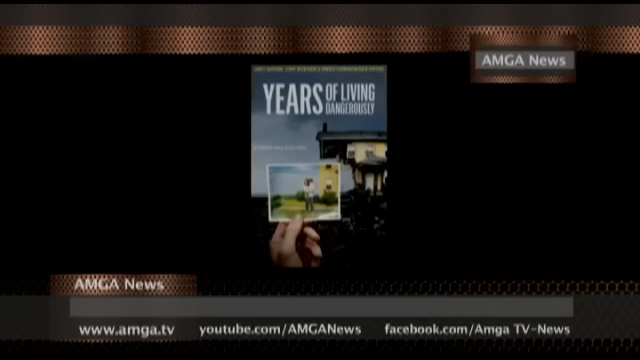 AMGA News
YEARS OF LIVING
DANGEROUSLY
AMGA News
www.amga.tv youtube.com/AMGANews facebook.com/Amga TV-News